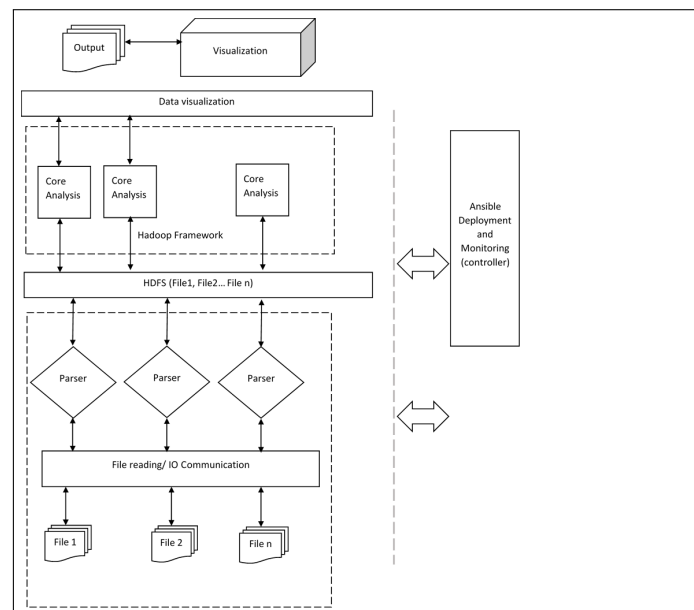 Output
Visualization
Data visualization
Core
Analysis
Core
Analysis
Core
Analysis
Hadoop Framework
Ansible
Deployment
and
Monitoring
(controller)
HDFS (File1, File2... File n)
Parser
Parser
Parser
File reading/ IO Communication
File 1
File 2
File n